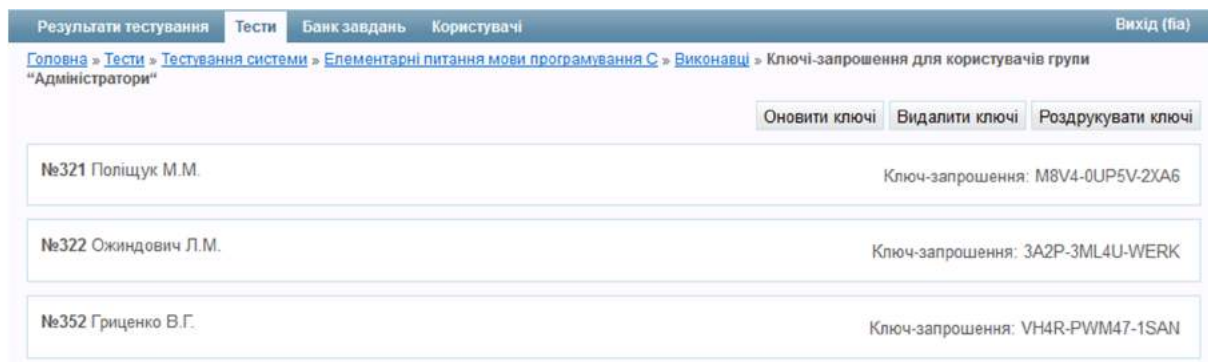 Результати тестування Тести Банк завдань Користувачі Вихід (fia)
Головна » Тести » Тестування системи » Елементарні питання мови програмування C » Виконавці » Ключі-запрошення для користувачів групи
“Адміністратори“
Оновити ключі Видалити ключі Роздрукувати ключі
№321 Поліщук М.М. Ключ-запрошення: M8V4-0UP5V-2XA6
№322 Ожиндович Л.М. Ключ-запрошення: 3A2P-3ML4U-WERK
№352 Гриценко В.Г. Ключ-запрошення: VH4R-PWM47-1SAN